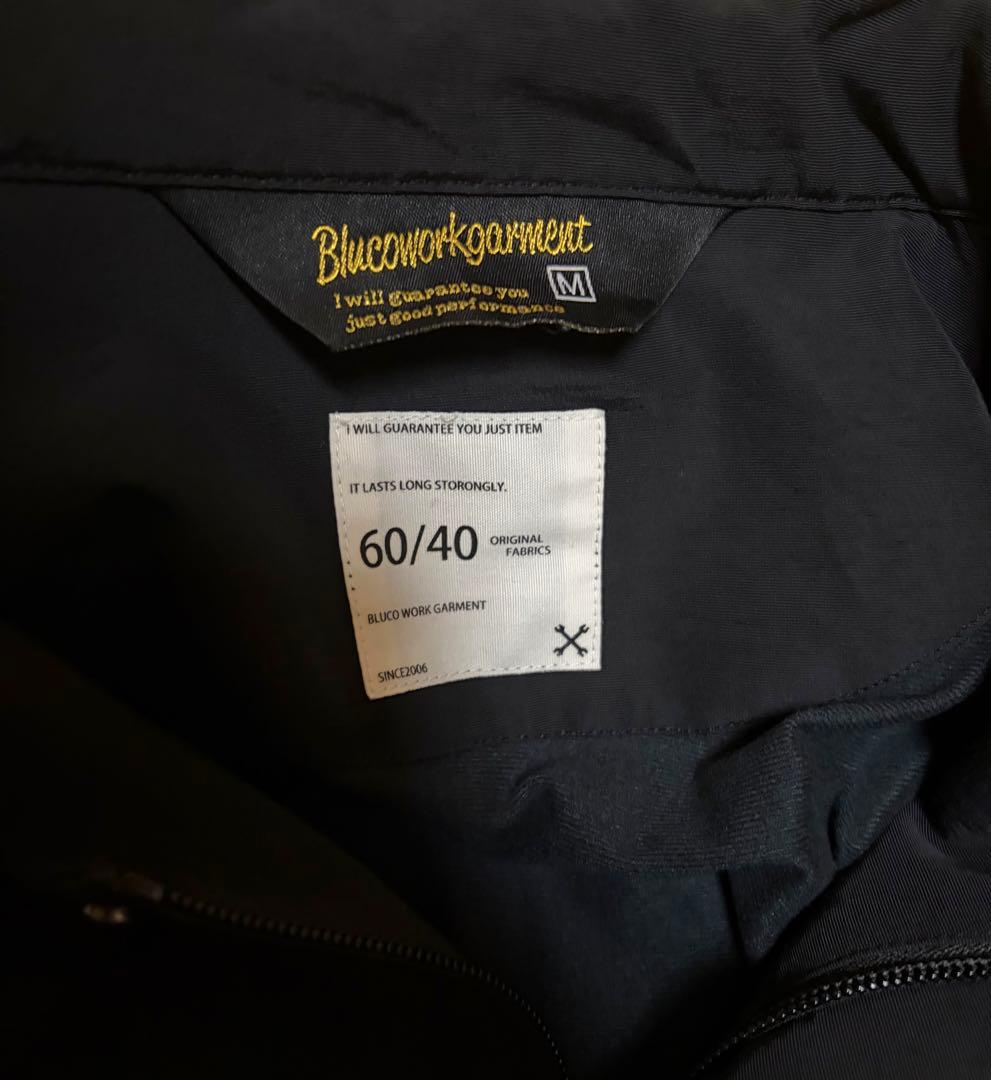 Blucoworkgarment
M
I will guarantee you
just good performance
I WILL GUARANTEE YOU JUST ITEM
IT LASTS LONG STORONGLY.
60/40
ORIGINAL
FABRICS
BLUCO WORK GARMENT
SINCE2006